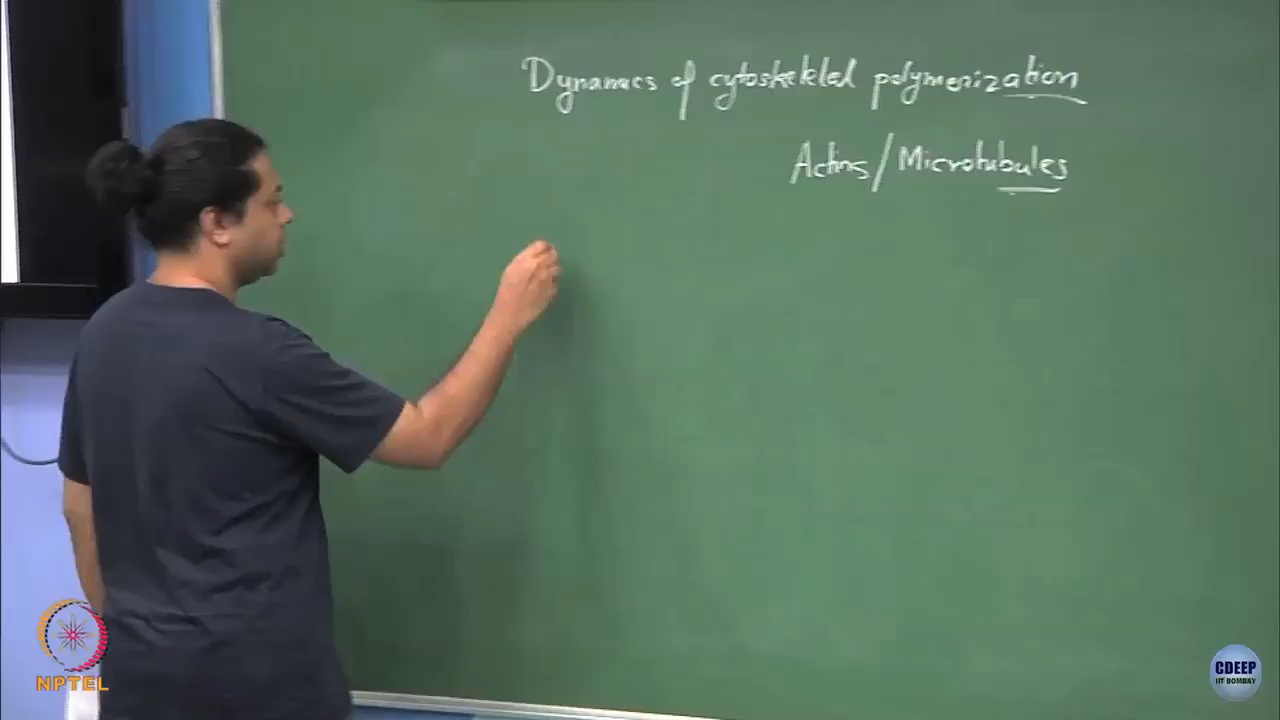 Dynamics of cytoskeletal polymerization
Actins/Microtubules
NPTEL
CDEEP
IIT BOMBAY